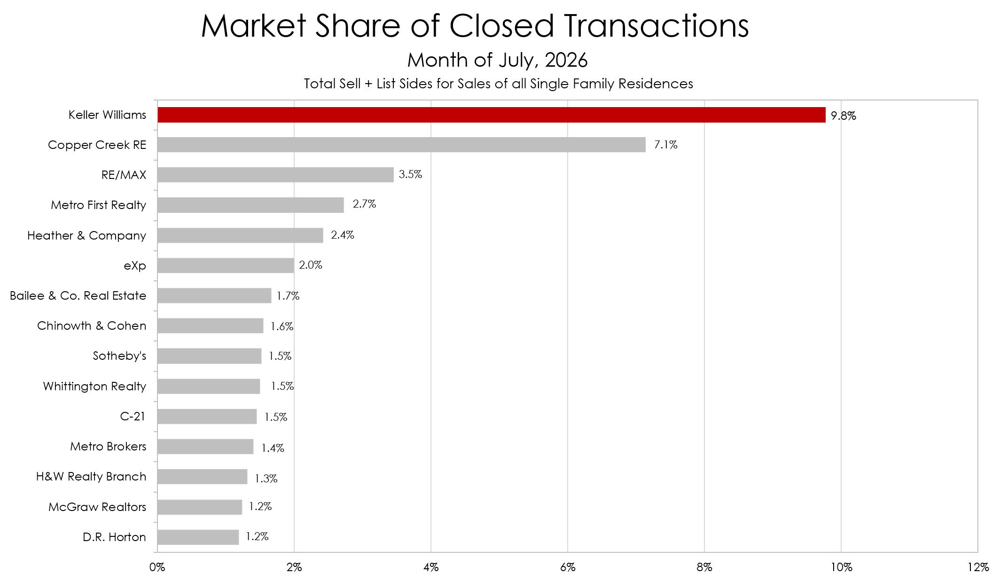 Market Share of Closed Transactions
Month of July, 2026
Total Sell + List Sides for Sales of all Single Family Residences
Keller Williams 9.8%
Copper Creek RE 7.1%
RE/MAX 3.5%
Metro First Realty 2.7%
Heather & Company 2.4%
eXp 2.0%
Bailee & Co. Real Estate 1.7%
Chinowth & Cohen 1.6%
Sotheby's 1.5%
Whittington Realty 1.5%
C-21 1.5%
Metro Brokers 1.4%
H&W Realty Branch 1.3%
McGraw Realtors 1.2%
D.R. Horton 1.2%
0% 2% 4% 6% 8% 10% 12%